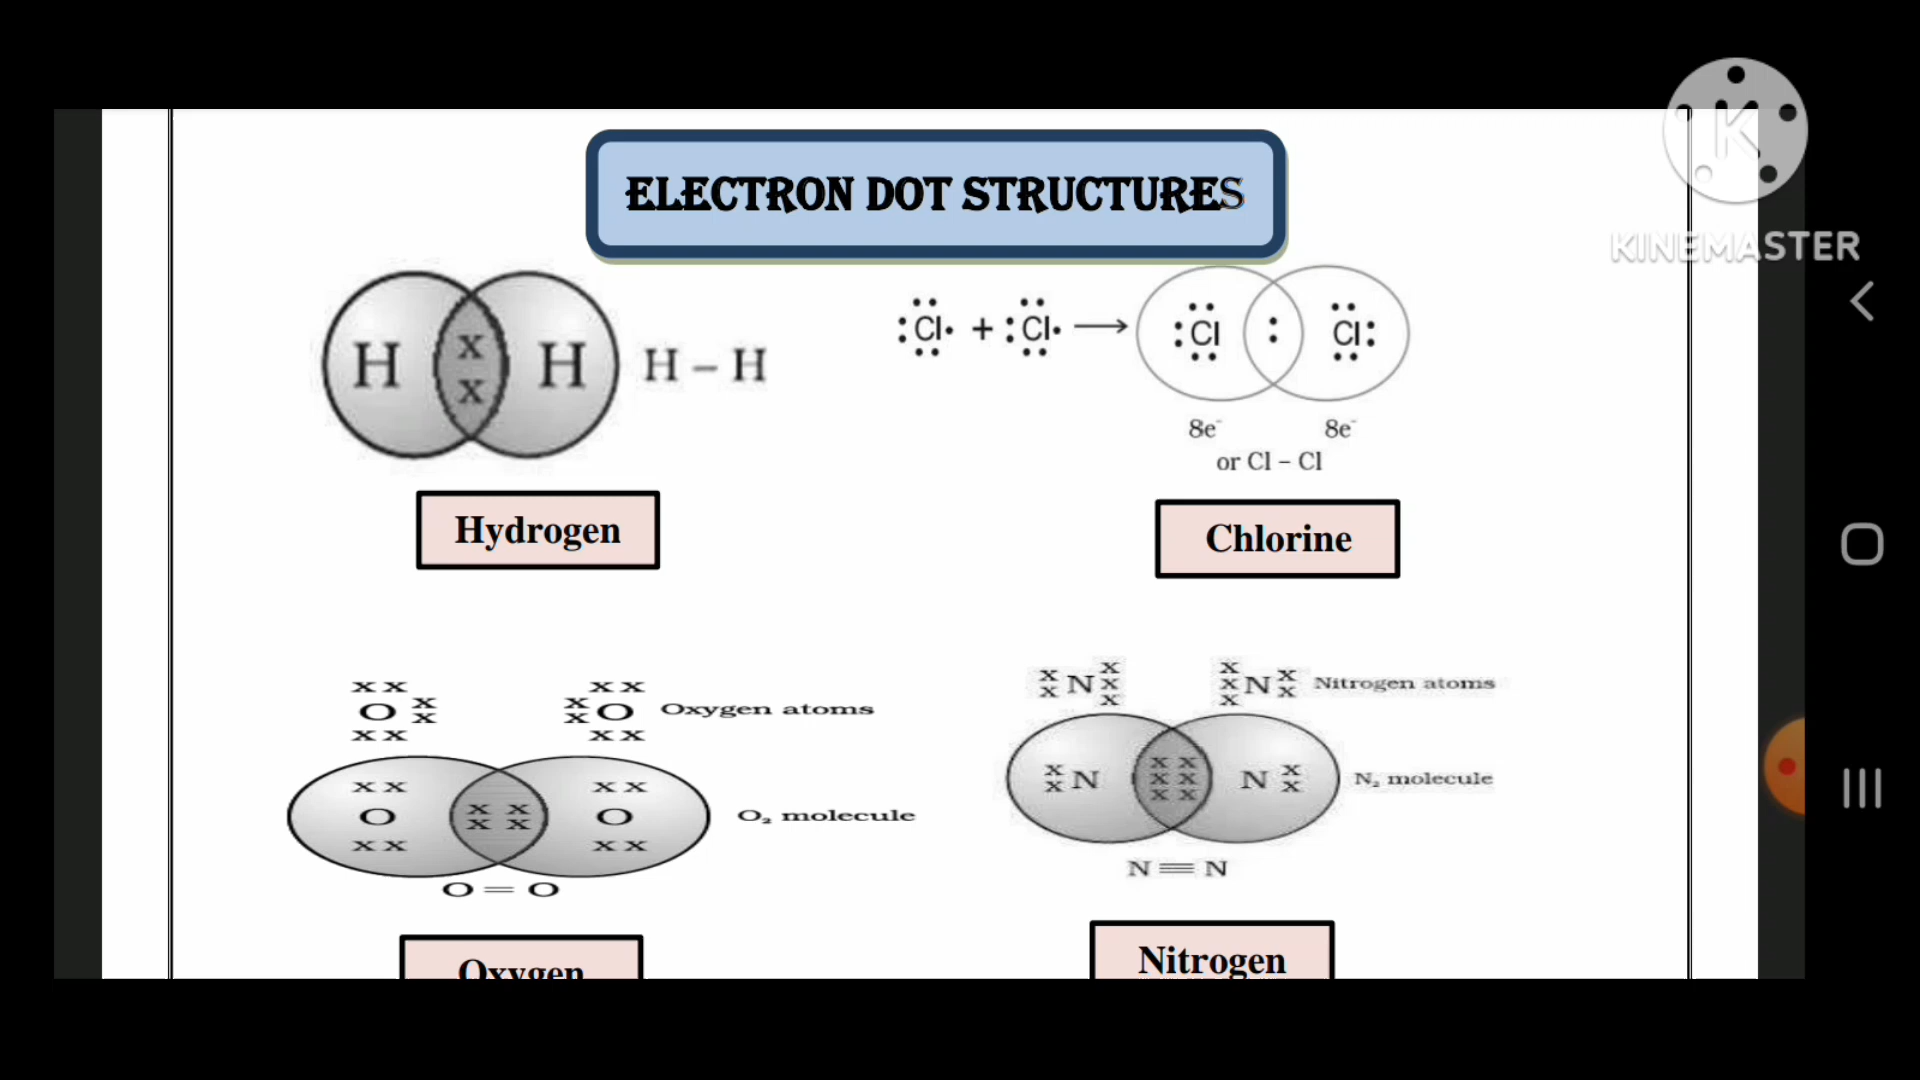 ELECTRON DOT STRUCTURES
K
KINEMASTER
H x x H H – H
:Cl· + :Cl· → :Cl : Cl:
8e⁻ 8e⁻
or Cl – Cl
Hydrogen
Chlorine
x x x x
O x x x x O Oxygen atoms
x x x x
x x x x
O x x x x O O₂ molecule
x x x x
O = O
Oxygen
x x N x x x x x x N x x Nitrogen atoms
x x N x x x x x x N x x N₂ molecule
N ≡ N
Nitrogen